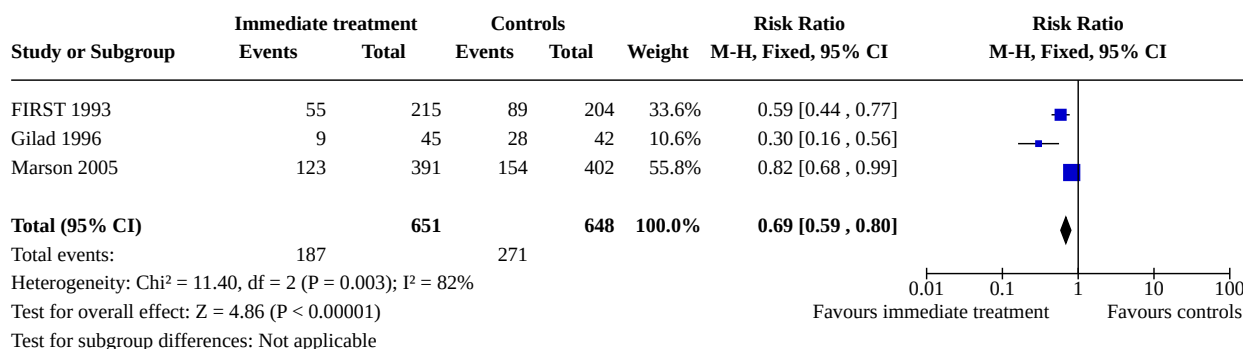 Immediate treatment Controls Risk Ratio Risk Ratio
Study or Subgroup Events Total Events Total Weight M-H, Fixed, 95% CI M-H, Fixed, 95% CI
FIRST 1993 55 215 89 204 33.6% 0.59 [0.44 , 0.77]
Gilad 1996 9 45 28 42 10.6% 0.30 [0.16 , 0.56]
Marson 2005 123 391 154 402 55.8% 0.82 [0.68 , 0.99]
Total (95% CI) 651 648 100.0% 0.69 [0.59 , 0.80]
Total events: 187 271
Heterogeneity: Chi² = 11.40, df = 2 (P = 0.003); I² = 82%
0.01 0.1 1 10 100
Test for overall effect: Z = 4.86 (P < 0.00001)
Favours immediate treatment Favours controls
Test for subgroup differences: Not applicable